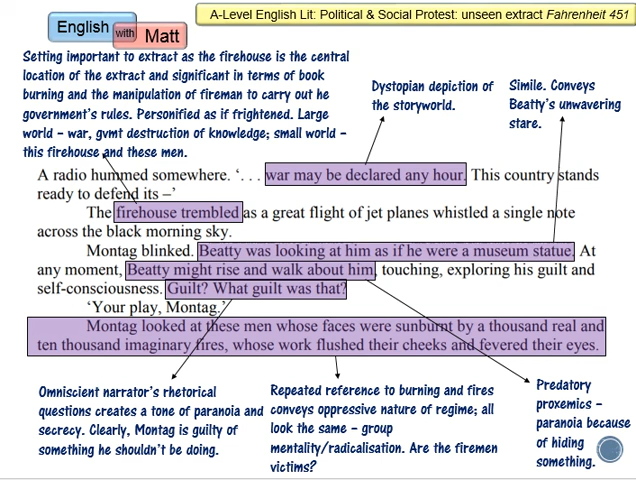 English with Matt
A-Level English Lit: Political & Social Protest: unseen extract Fahrenheit 451
Setting important to extract as the firehouse is the central
location of the extract and significant in terms of book
burning and the manipulation of fireman to carry out he
government's rules. Personified as if frightened. Large
world – war, gvmt destruction of knowledge; small world –
this firehouse and these men.
Dystopian depiction of
the storyworld.
Simile. Conveys
Beatty's unwavering
stare.
A radio hummed somewhere. '. . . war may be declared any hour. This country stands
ready to defend its –'
The firehouse trembled as a great flight of jet planes whistled a single note
across the black morning sky.
Montag blinked. Beatty was looking at him as if he were a museum statue. At
any moment, Beatty might rise and walk about him, touching, exploring his guilt and
self-consciousness. Guilt? What guilt was that?
'Your play, Montag.'
Montag looked at these men whose faces were sunburnt by a thousand real and
ten thousand imaginary fires, whose work flushed their cheeks and fevered their eyes.
Omniscient narrator's rhetorical
questions creates a tone of paranoia and
secrecy. Clearly, Montag is guilty of
something he shouldn't be doing.
Repeated reference to burning and fires
conveys oppressive nature of regime; all
look the same – group
mentality/radicalisation. Are the firemen
victims?
Predatory
proxemics –
paranoia because
of hiding
something.